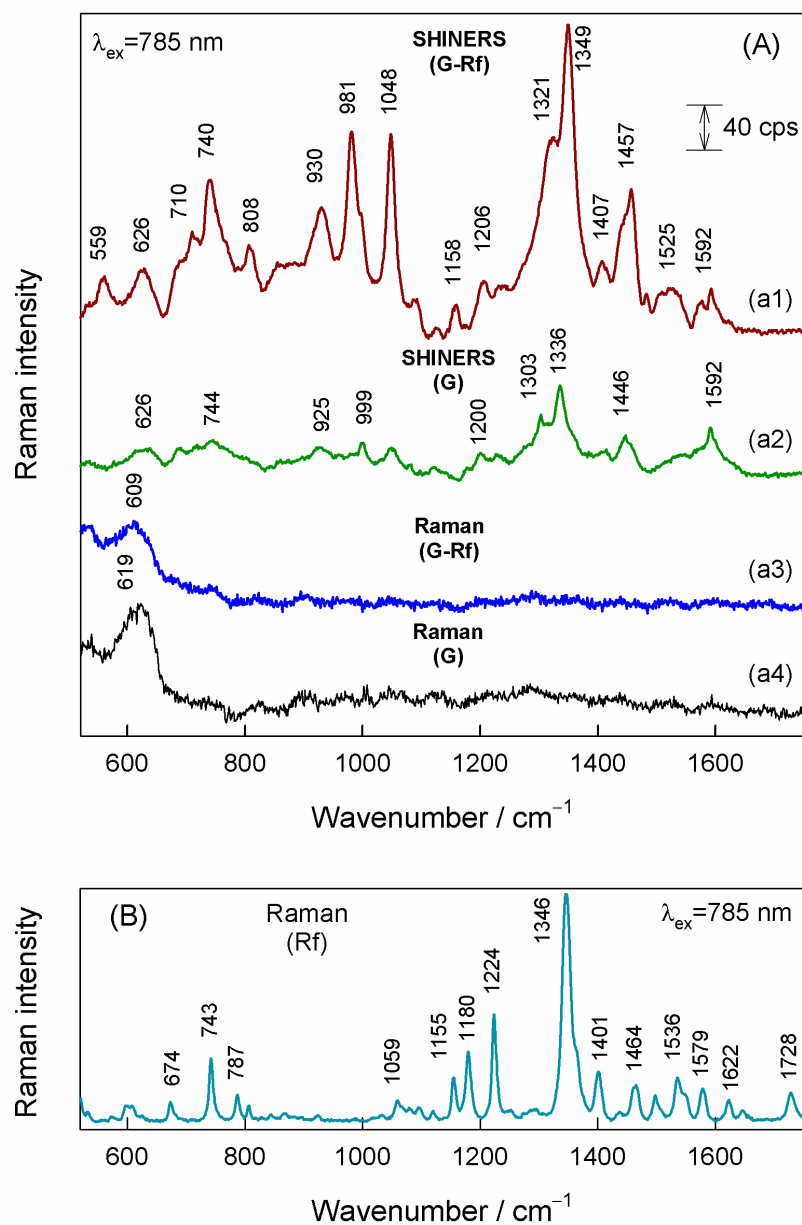 λex=785 nm
SHINERS
(G-Rf)
(A)
40 cps
559
626
710
740
808
930
981
1048
1158
1206
1321
1349
1407
1457
1525
1592
(a1)
SHINERS
(G)
626
744
925
999
1200
1303
1336
1446
1592
(a2)
609
Raman
(G-Rf)
(a3)
619
Raman
(G)
(a4)
Raman intensity
600 800 1000 1200 1400 1600
Wavenumber / cm⁻¹
(B)
Raman
(Rf)
λex=785 nm
674
743
787
1059
1155
1180
1224
1346
1401
1464
1536
1579
1622
1728
Raman intensity
600 800 1000 1200 1400 1600
Wavenumber / cm⁻¹